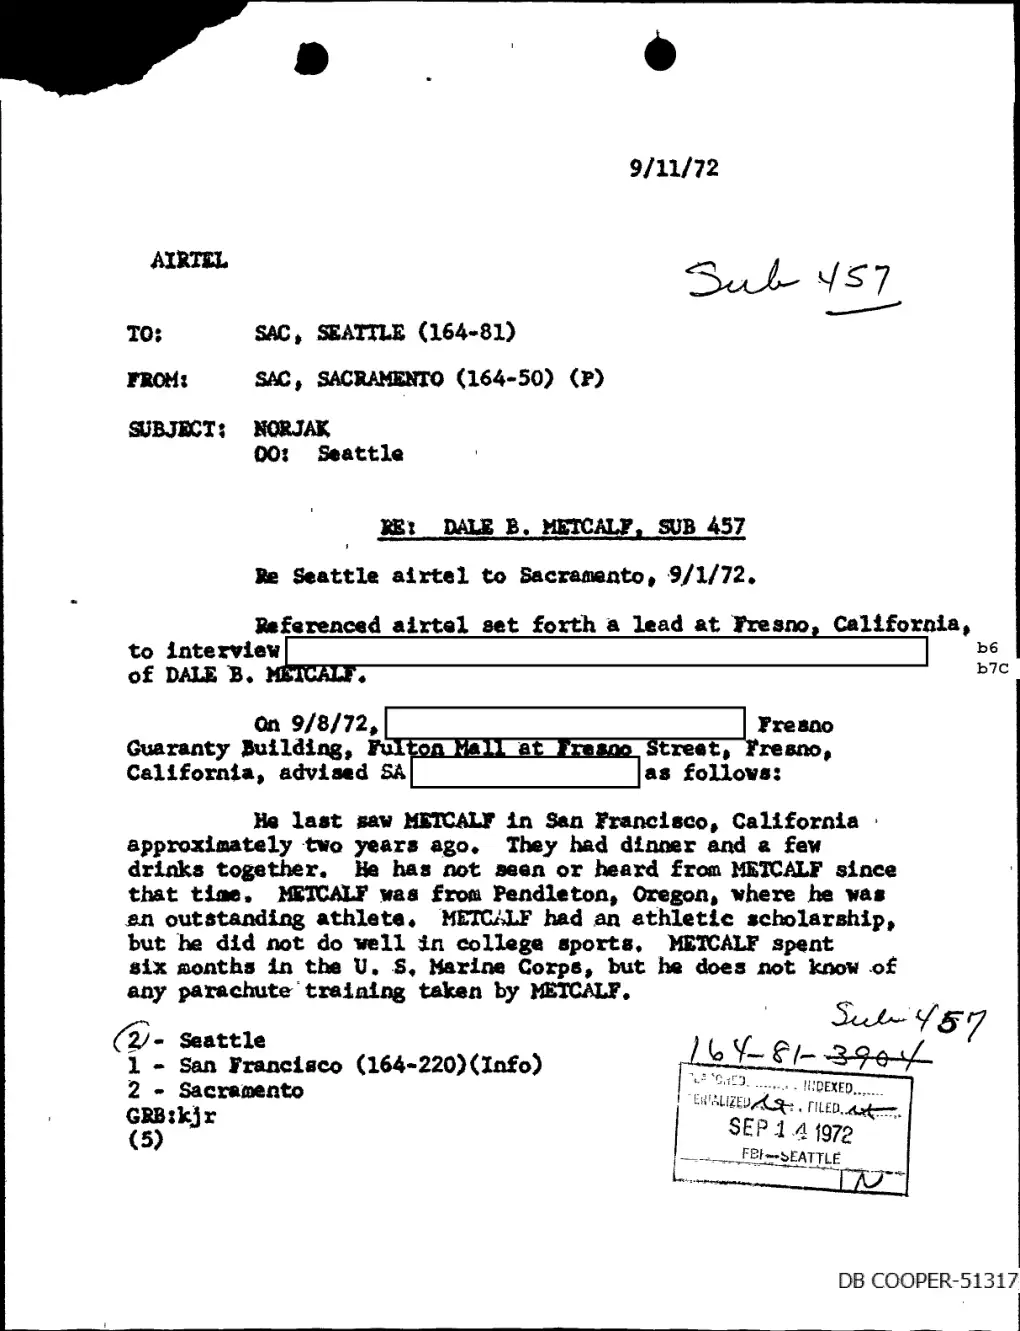 9/11/72
AIRTEL
Sub 457
TO: SAC, SEATTLE (164-81)
FROM: SAC, SACRAMENTO (164-50) (P)
SUBJECT: NORJAK
OO: Seattle
RE: DALE B. METCALF, SUB 457
Re Seattle airtel to Sacramento, 9/1/72.
Referenced airtel set forth a lead at Fresno, California,
to interview
b6
b7C
of DALE B. METCALF.
On 9/8/72, Fresno
Guaranty Building, Fulton Mall at Fresno Street, Fresno,
California, advised SA as follows:
He last saw METCALF in San Francisco, California
approximately two years ago. They had dinner and a few
drinks together. He has not seen or heard from METCALF since
that time. METCALF was from Pendleton, Oregon, where he was
an outstanding athlete. METCALF had an athletic scholarship,
but he did not do well in college sports. METCALF spent
six months in the U. S. Marine Corps, but he does not know of
any parachute training taken by METCALF.
Sub 457
2 - Seattle
1 - San Francisco (164-220)(Info)
2 - Sacramento
GRB:kjr
(5)
164-81-3904
INDEXED
SERIALIZED FILED
SEP 14 1972
FBI-SEATTLE
N
DB COOPER-51317